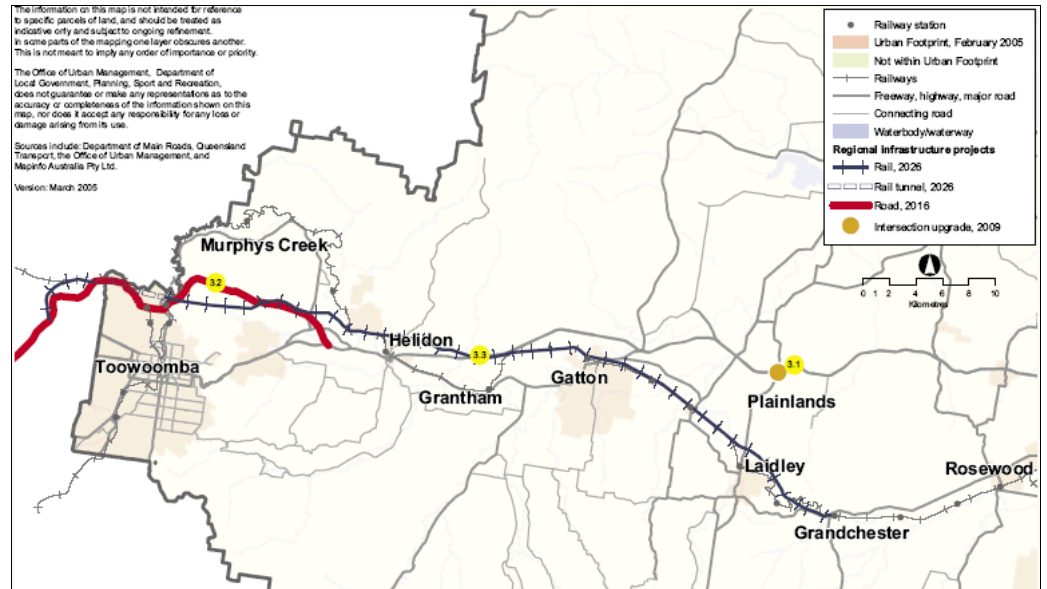 The information on this map is not intended for reference
to specific parcels of land, and should be treated as
indicative only and subject to ongoing refinement.
In some parts of the mapping one layer obscures another.
This is not meant to imply any order of importance or priority.
The Office of Urban Management, Department of
Local Government, Planning, Sport and Recreation,
does not guarantee or make any representations as to the
accuracy or completeness of the information shown on this
map, nor does it accept any responsibility for any loss or
damage arising from its use.
Sources include: Department of Main Roads, Queensland
Transport, the Office of Urban Management, and
Mapinfo Australia Pty Ltd.
Version: March 2005
Railway station
Urban Footprint, February 2005
Not within Urban Footprint
Railways
Freeway, highway, major road
Connecting road
Waterbody/waterway
Regional infrastructure projects
Rail, 2026
Rail tunnel, 2026
Road, 2016
Intersection upgrade, 2009
0 1 2 4 6 8 10
Kilometres
Murphys Creek
3.2
Helidon
3.3
3.1
Toowoomba
Gatton
Grantham
Plainlands
Laidley
Rosewood
Grandchester